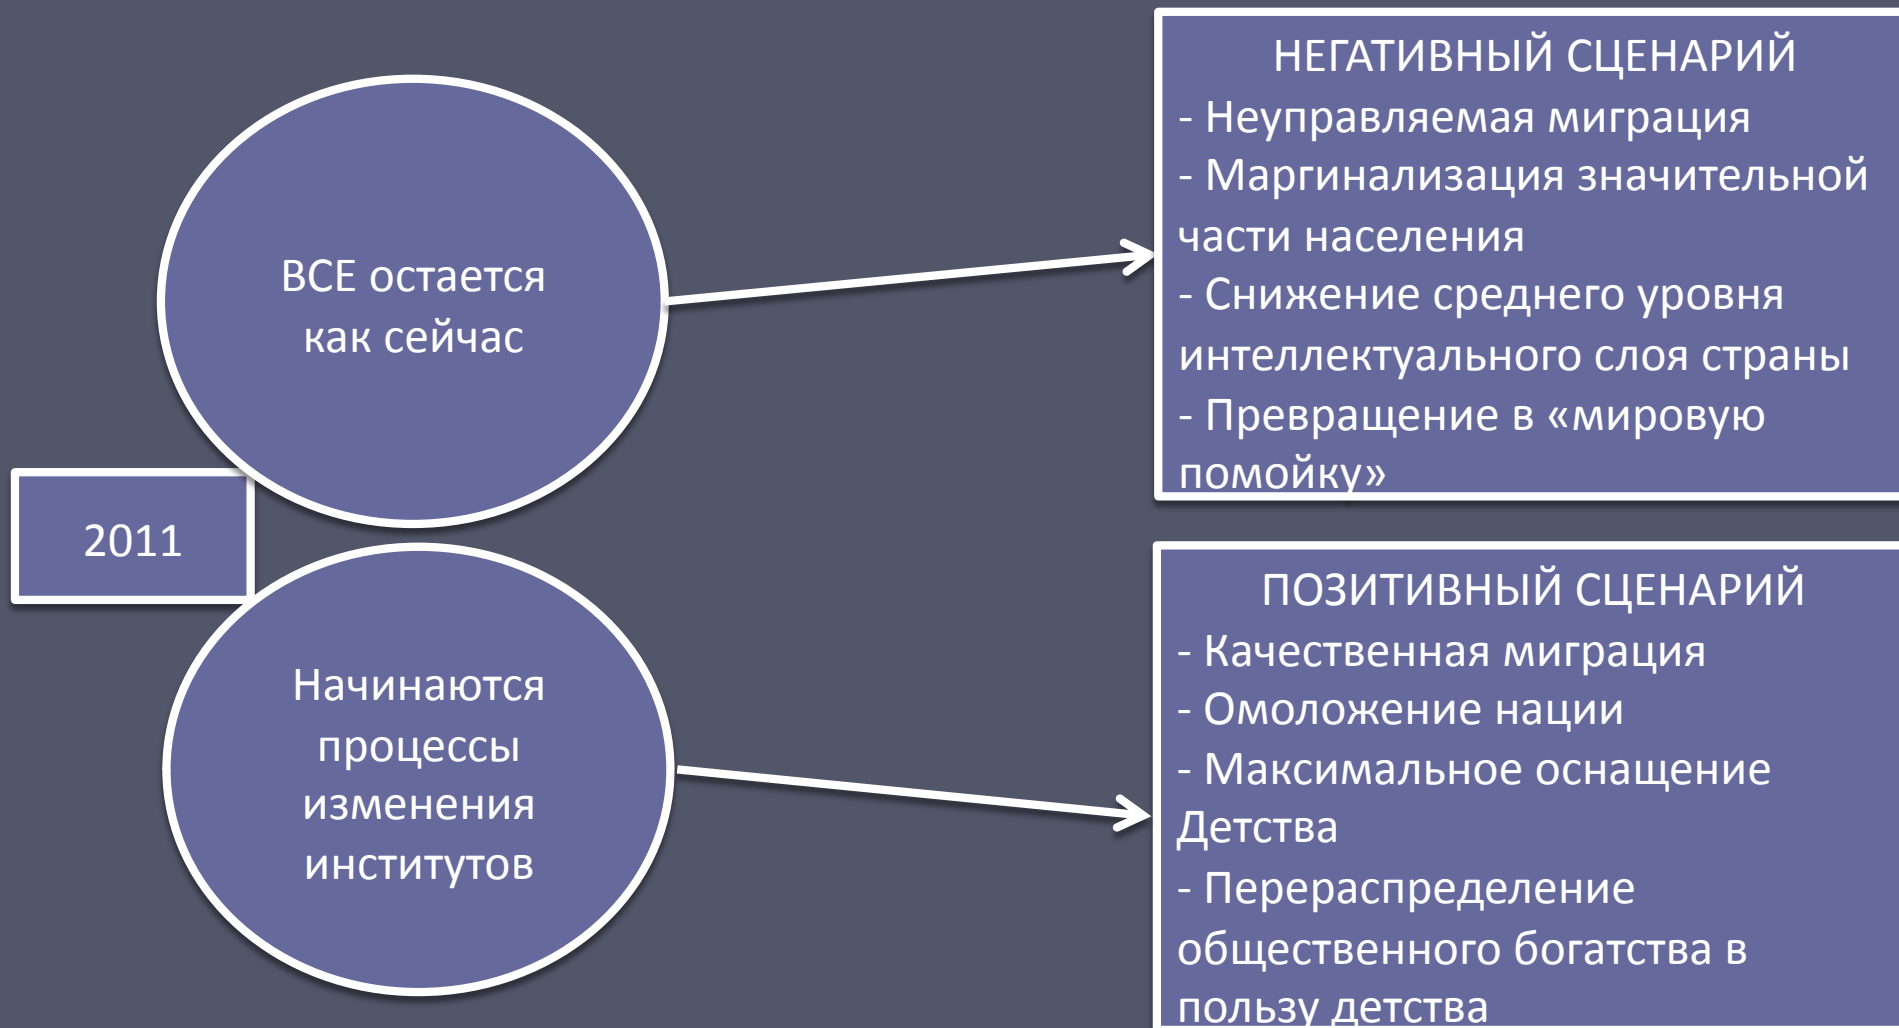 ВСЕ остается
как сейчас
2011
Начинаются
процессы
изменения
институтов
НЕГАТИВНЫЙ СЦЕНАРИЙ
- Неуправляемая миграция
- Маргинализация значительной
части населения
- Снижение среднего уровня
интеллектуального слоя страны
- Превращение в «мировую
помойку»
ПОЗИТИВНЫЙ СЦЕНАРИЙ
- Качественная миграция
- Омоложение нации
- Максимальное оснащение
Детства
- Перераспределение
общественного богатства в
пользу детства